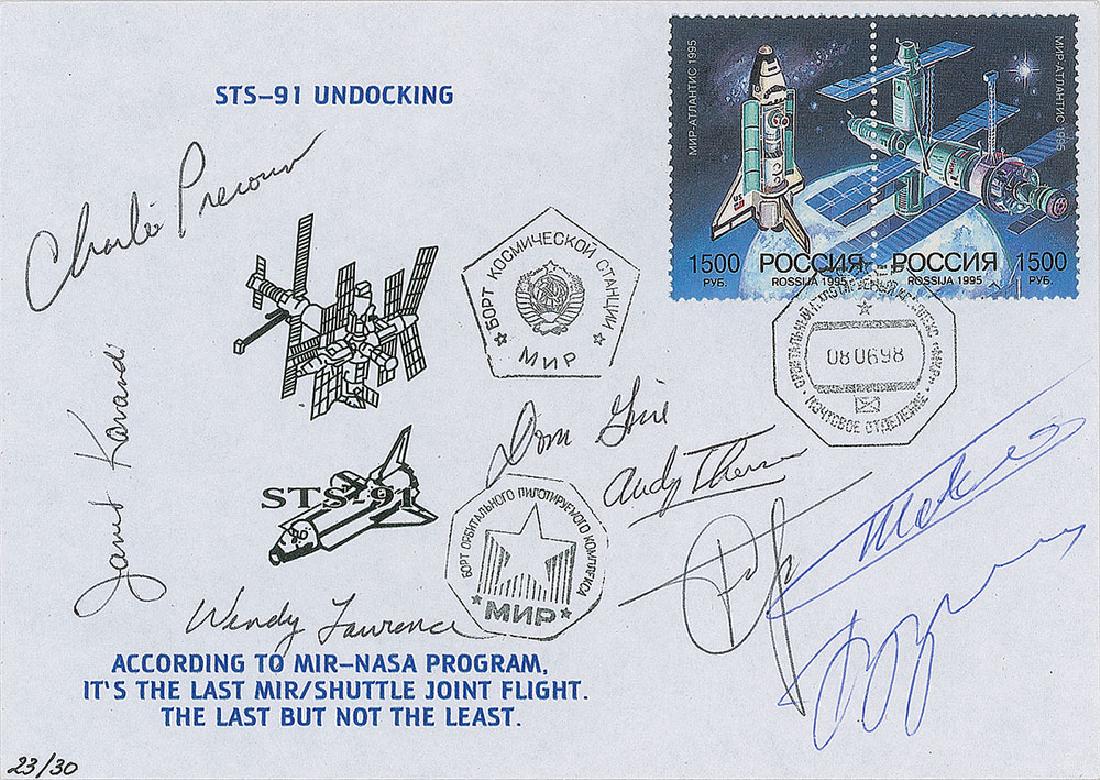 STS-91 UNDOCKING
МИР-АТЛАНТИС 1995
МИР-АТЛАНТИС 1995
1500
РУБ.
РОССИЯ
ROSSIJA 1995
РОССИЯ
ROSSIJA 1995
1500
РУБ.
Charlie Precourt
БОРТ КОСМИЧЕСКОЙ СТАНЦИИ
МИР
08 06 98
ПОЧТОВОЕ ОТДЕЛЕНИЕ
Janet Kavandi
Dom Gorie
Andy Thomas
STS-91
БОРТ ОРБИТАЛЬНОГО ПИЛОТИРУЕМОГО КОМПЛЕКСА
МИР
Wendy Lawrence
ACCORDING TO MIR-NASA PROGRAM,
IT'S THE LAST MIR/SHUTTLE JOINT FLIGHT.
THE LAST BUT NOT THE LEAST.
23/30